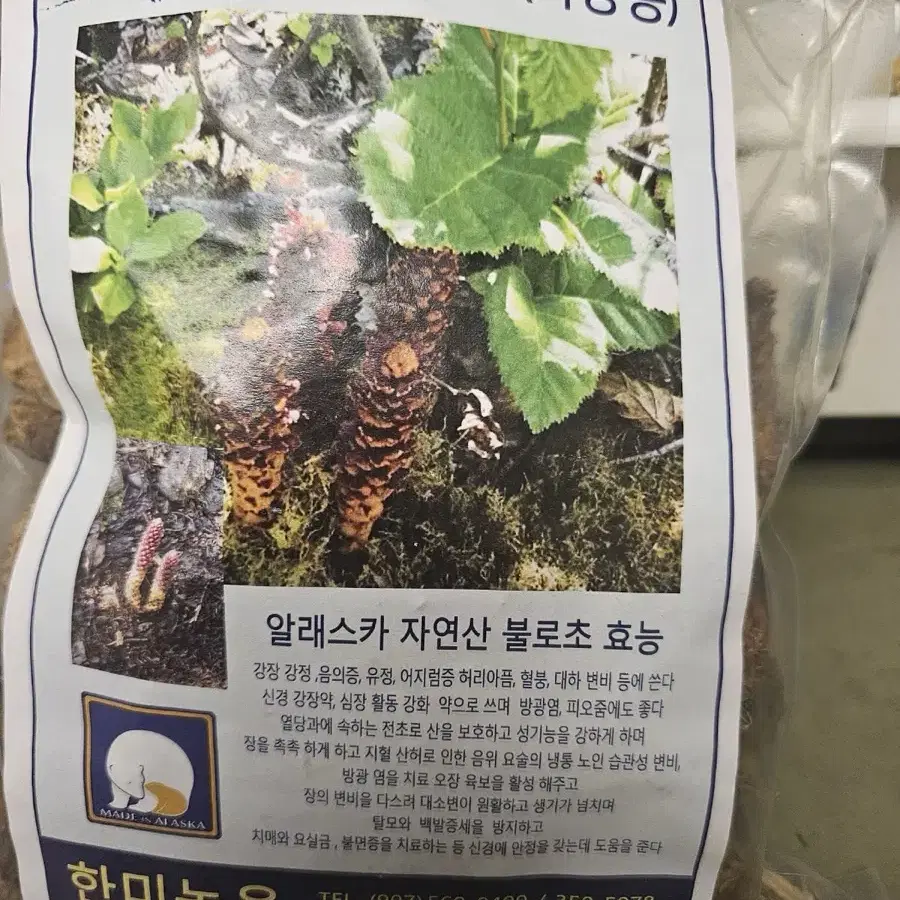 알래스카 자연산 불로초 효능
강장 강정 ,음의증, 유정, 어지럼증 허리아픔, 혈붕, 대하 변비 등에 쓴다
신경 강장약, 심장 활동 강화 약으로 쓰며 방광염, 피오줌에도 좋다
열당과에 속하는 전초로 산을 보호하고 성기능을 강하게 하며
장을 촉촉 하게 하고 지혈 산허로 인한 음위 요술의 냉통 노인 습관성 변비,
방광 염을 치료 오장 육보를 활성 해주고
장의 변비을 다스려 대소변이 원활하고 생기가 넘치며
탈모와 백발증세을 방지하고
치매와 요실금 , 불면증을 치료하는 등 신경에 안정을 갖는데 도움을 준다
MADE IN ALASKA
TEL